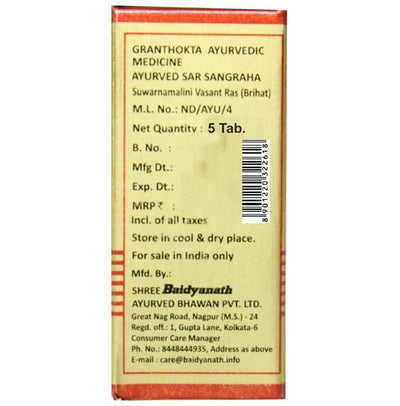 GRANTHOKTA AYURVEDIC
MEDICINE
AYURVED SAR SANGRAHA
Suwarnamalini Vasant Ras (Brihat)
M.L. No.: ND/AYU/4
Net Quantity : 5 Tab.
B. No. :
Mfg Dt.:
Exp. Dt.:
MRP ₹ :
Incl. of all taxes
Store in cool & dry place.
For sale in India only
Mfd. By.:
SHREE Baidyanath
AYURVED BHAWAN PVT. LTD.
Great Nag Road, Nagpur (M.S.) - 24
Regd. off.: 1, Gupta Lane, Kolkata-6
Consumer Care Manager
Ph. No.: 8448444935, Address as above
E-mail : care@baidyanath.info
8 901220 322618